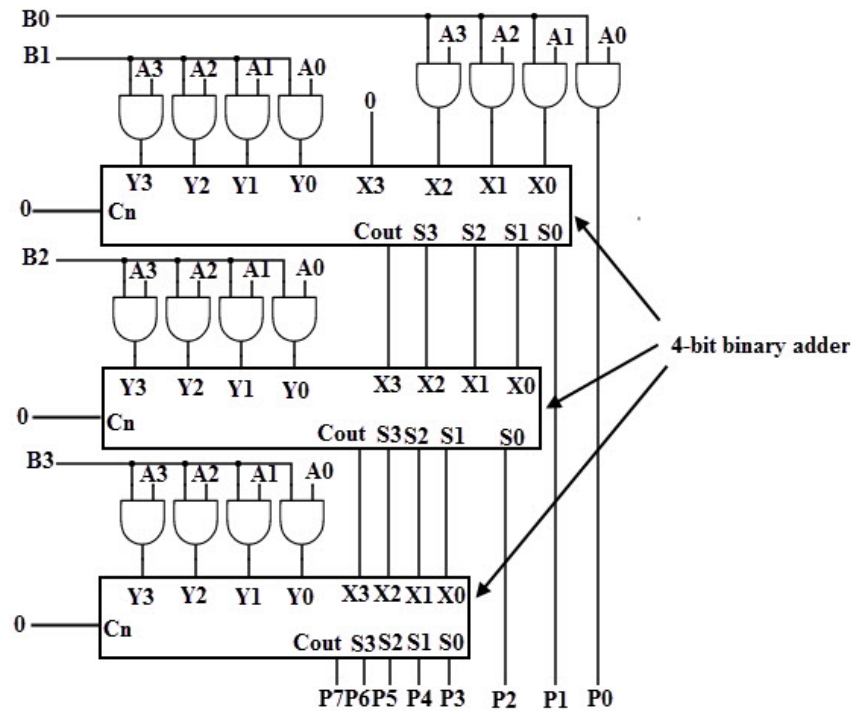 B0
A3 A2 A1 A0
B1
A3 A2 A1 A0
0
Y3 Y2 Y1 Y0 X3 X2 X1 X0
0
Cn
Cout S3 S2 S1 S0
B2
A3 A2 A1 A0
4-bit binary adder
Y3 Y2 Y1 Y0 X3 X2 X1 X0
0
Cn
Cout S3 S2 S1 S0
B3
A3 A2 A1 A0
Y3 Y2 Y1 Y0 X3 X2 X1 X0
0
Cn
Cout S3 S2 S1 S0
P7 P6 P5 P4 P3 P2 P1 P0